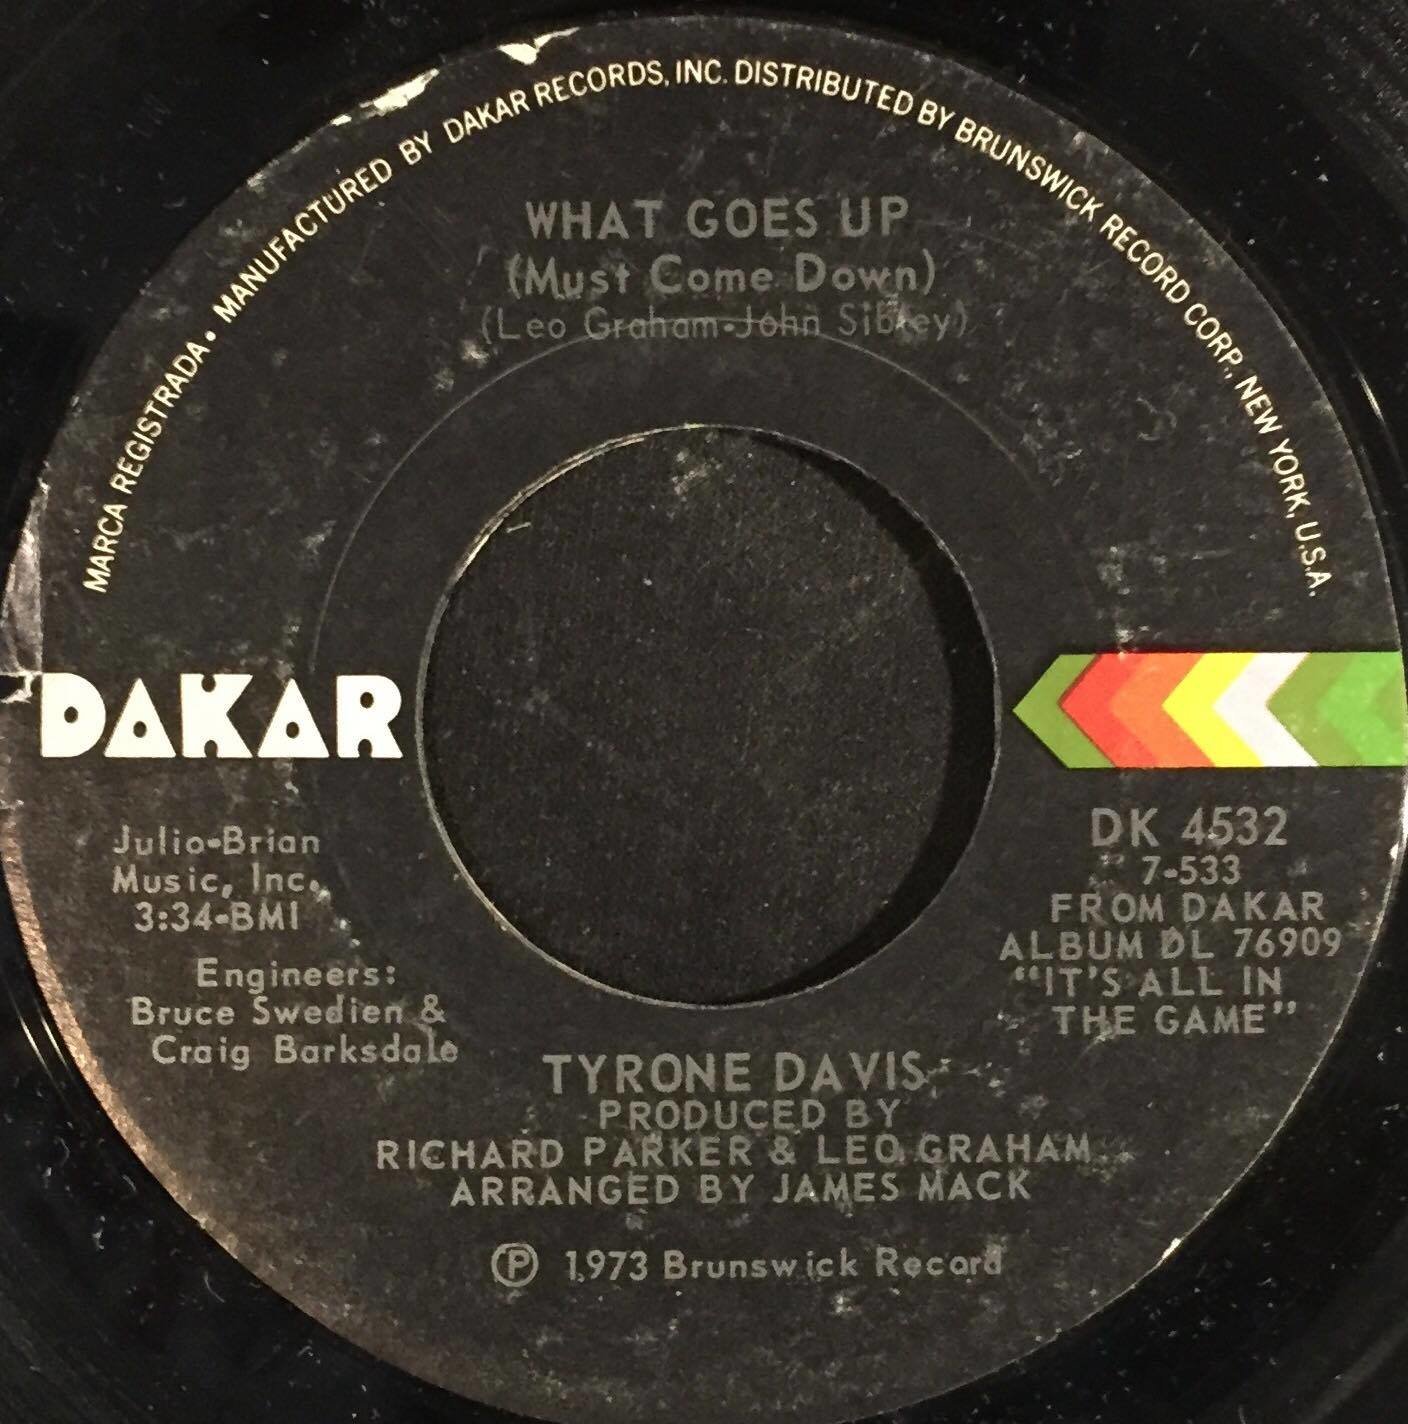 MARCA REGISTRADA • MANUFACTURED BY DAKAR RECORDS, INC. DISTRIBUTED BY BRUNSWICK RECORD CORP., NEW YORK, U.S.A.
WHAT GOES UP
(Must Come Down)
(Leo Graham-John Sibley)
DAKAR
Julio-Brian
Music, Inc.
3:34-BMI
Engineers:
Bruce Swedien &
Craig Barksdale
DK 4532
7-533
FROM DAKAR
ALBUM DL 76909
"IT'S ALL IN
THE GAME"
TYRONE DAVIS
PRODUCED BY
RICHARD PARKER & LEO GRAHAM
ARRANGED BY JAMES MACK
Ⓟ 1973 Brunswick Record